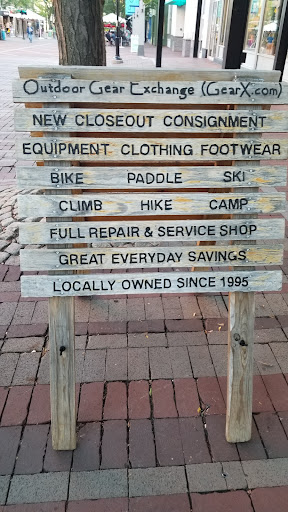 Outdoor Gear Exchange (GearX.com)
NEW CLOSEOUT CONSIGNMENT
EQUIPMENT CLOTHING FOOTWEAR
BIKE PADDLE SKI
CLIMB HIKE CAMP
FULL REPAIR & SERVICE SHOP
GREAT EVERYDAY SAVINGS
LOCALLY OWNED SINCE 1995